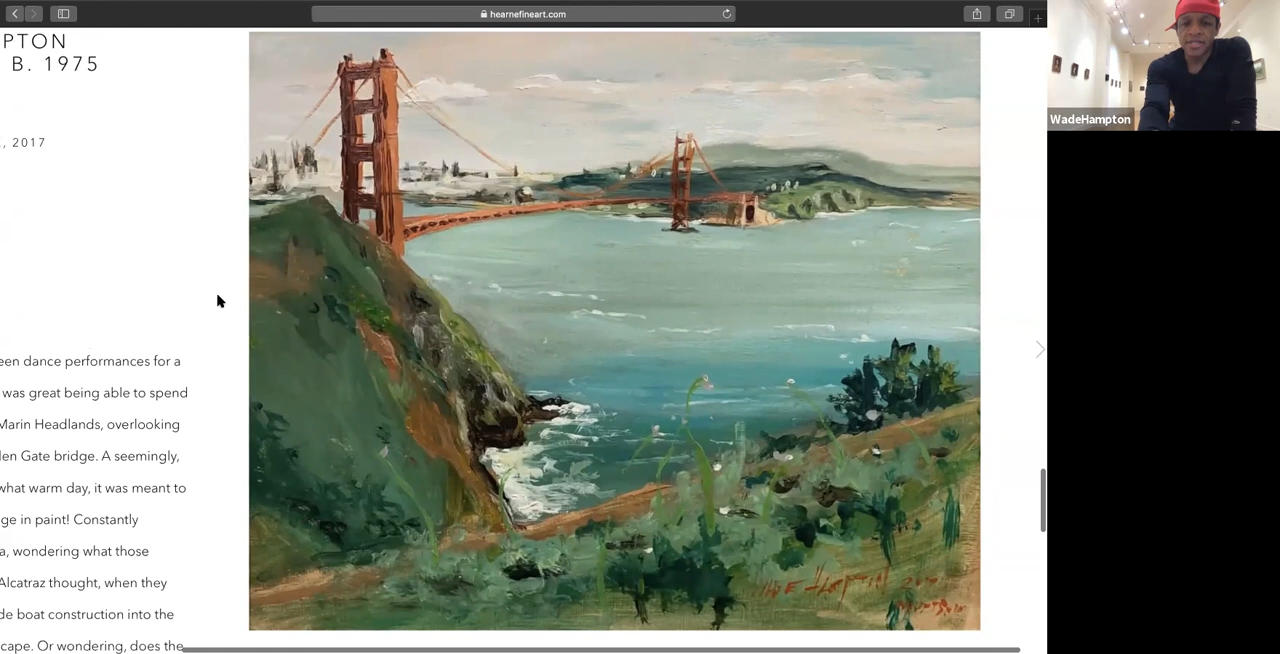 hearnefineart.com
PTON
B. 1975
, 2017
een dance performances for a
was great being able to spend
Marin Headlands, overlooking
len Gate bridge. A seemingly,
what warm day, it was meant to
ge in paint! Constantly
a, wondering what those
Alcatraz thought, when they
de boat construction into the
cape. Or wondering, does the
WadeHampton